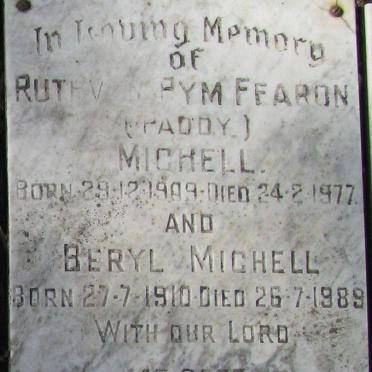 In Loving Memory
of
PYM FEARON
(PADDY.)
MICHELL.
BORN 29·12·1909·DIED 24·2·1977.
AND
BERYL MICHELL
BORN 27-7-1910·DIED 26·7·1989
WITH OUR LORD